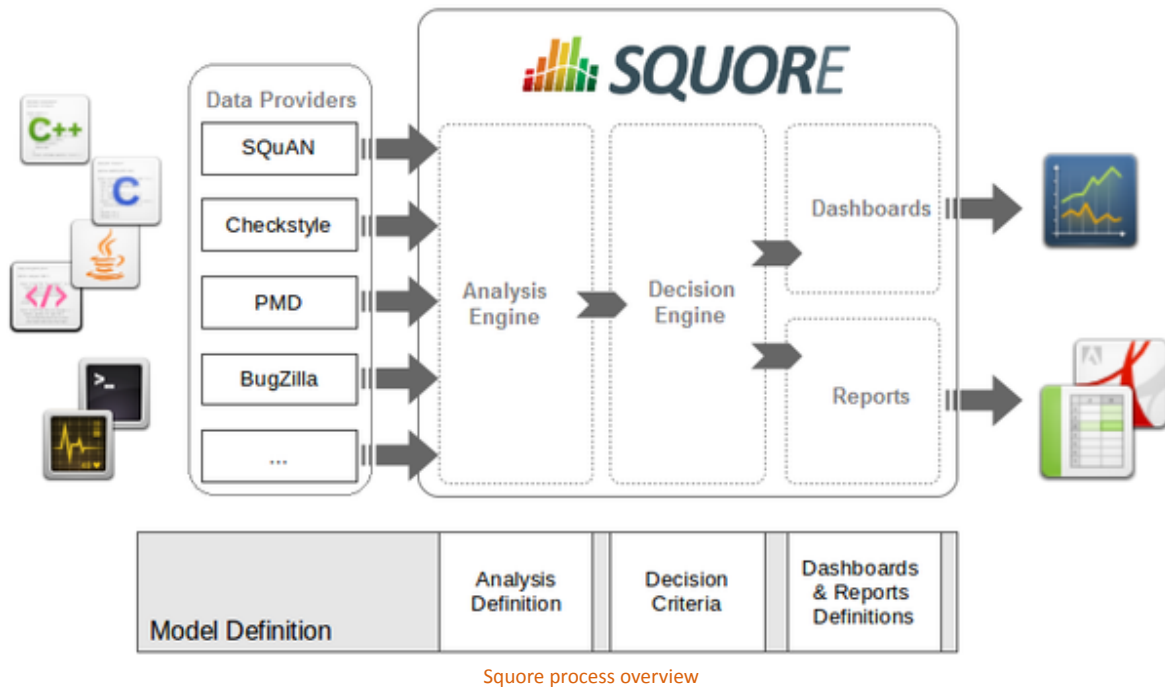 SQUORE
Data Providers
C++
SQuAN
C
Checkstyle
Dashboards
</>
PMD
Analysis
Engine
Decision
Engine
BugZilla
>_
Reports
...
Model Definition
Analysis
Definition
Decision
Criteria
Dashboards
& Reports
Definitions
Squore process overview